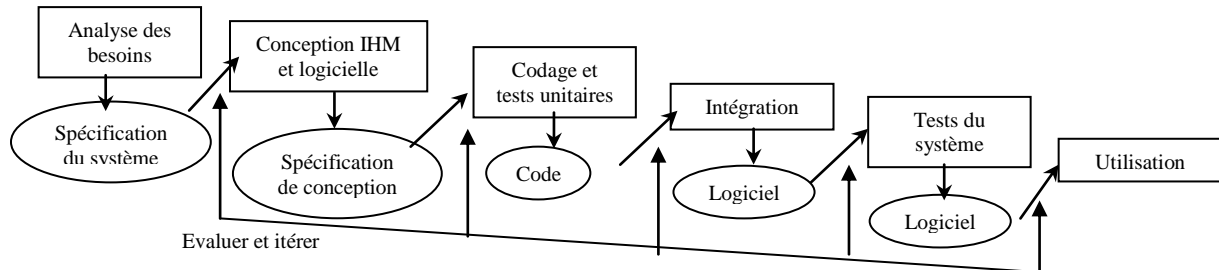 Analyse des
besoins
Spécification
du système
Conception IHM
et logicielle
Spécification
de conception
Codage et
tests unitaires
Code
Intégration
Logiciel
Tests du
système
Logiciel
Utilisation
Evaluer et itérer